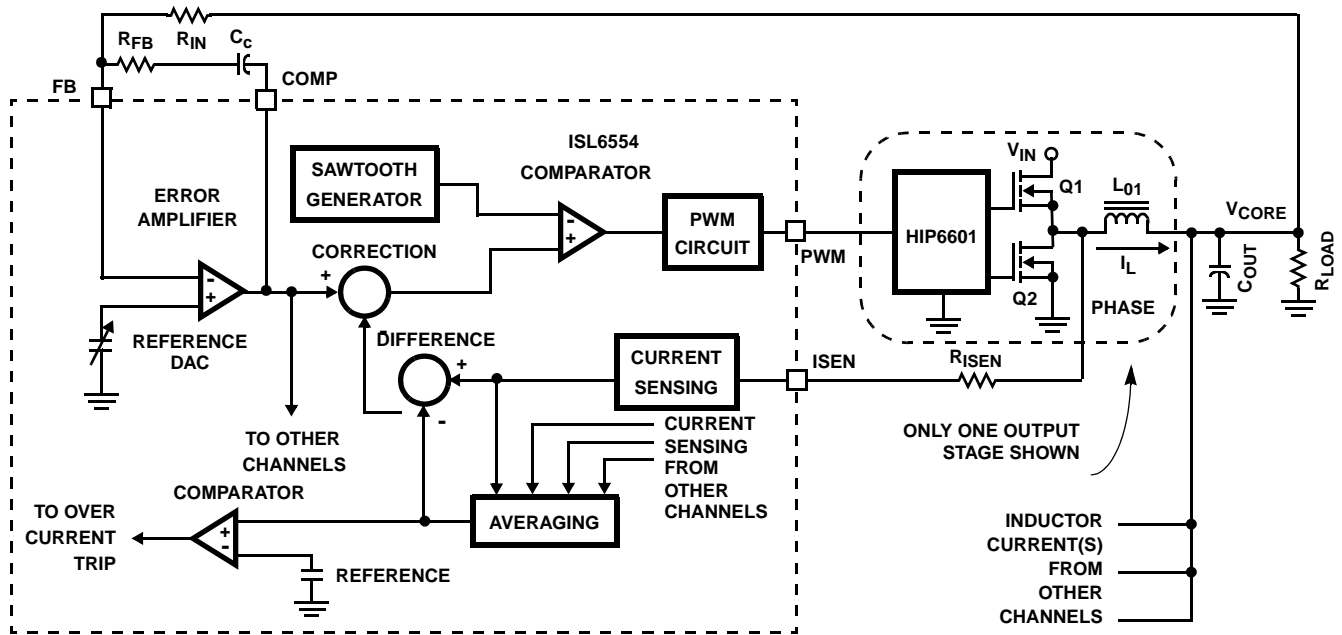 R_FB
R_IN
C_c
FB
COMP
ISL6554
COMPARATOR
SAWTOOTH
GENERATOR
ERROR
AMPLIFIER
CORRECTION
PWM
CIRCUIT
PWM
HIP6601
V_IN
Q1
Q2
L_01
I_L
PHASE
V_CORE
C_OUT
R_LOAD
-
+
-
+
+
-
REFERENCE
DAC
DIFFERENCE
+
-
CURRENT
SENSING
ISEN
R_ISEN
TO OTHER
CHANNELS
CURRENT
SENSING
FROM
OTHER
CHANNELS
ONLY ONE OUTPUT
STAGE SHOWN
COMPARATOR
AVERAGING
TO OVER
CURRENT
TRIP
+
-
REFERENCE
INDUCTOR
CURRENT(S)
FROM
OTHER
CHANNELS